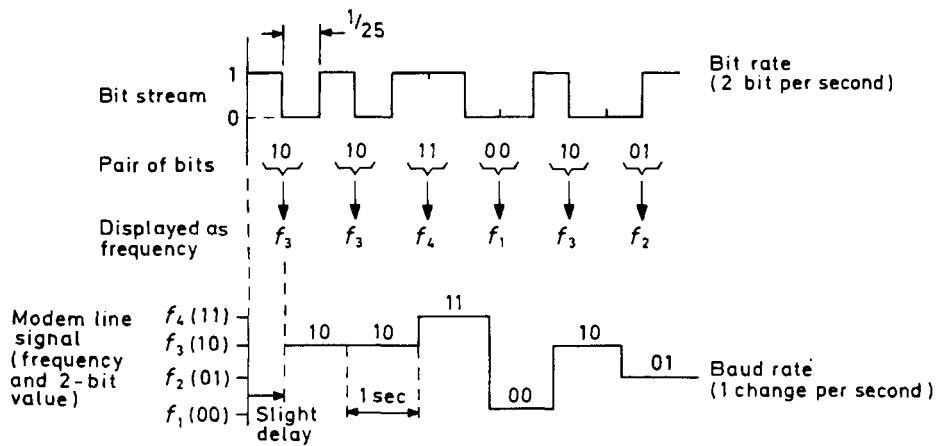 1/25
Bit rate
(2 bit per second)
1
Bit stream
0
10 10 11 00 10 01
Pair of bits
Displayed as
frequency
f3 f3 f4 f1 f3 f2
Modem line
signal
(frequency
and 2-bit
value)
f4 (11)
f3 (10)
f2 (01)
f1 (00)
10 10 11 00 10 01
1 sec
Slight
delay
Baud rate
(1 change per second)